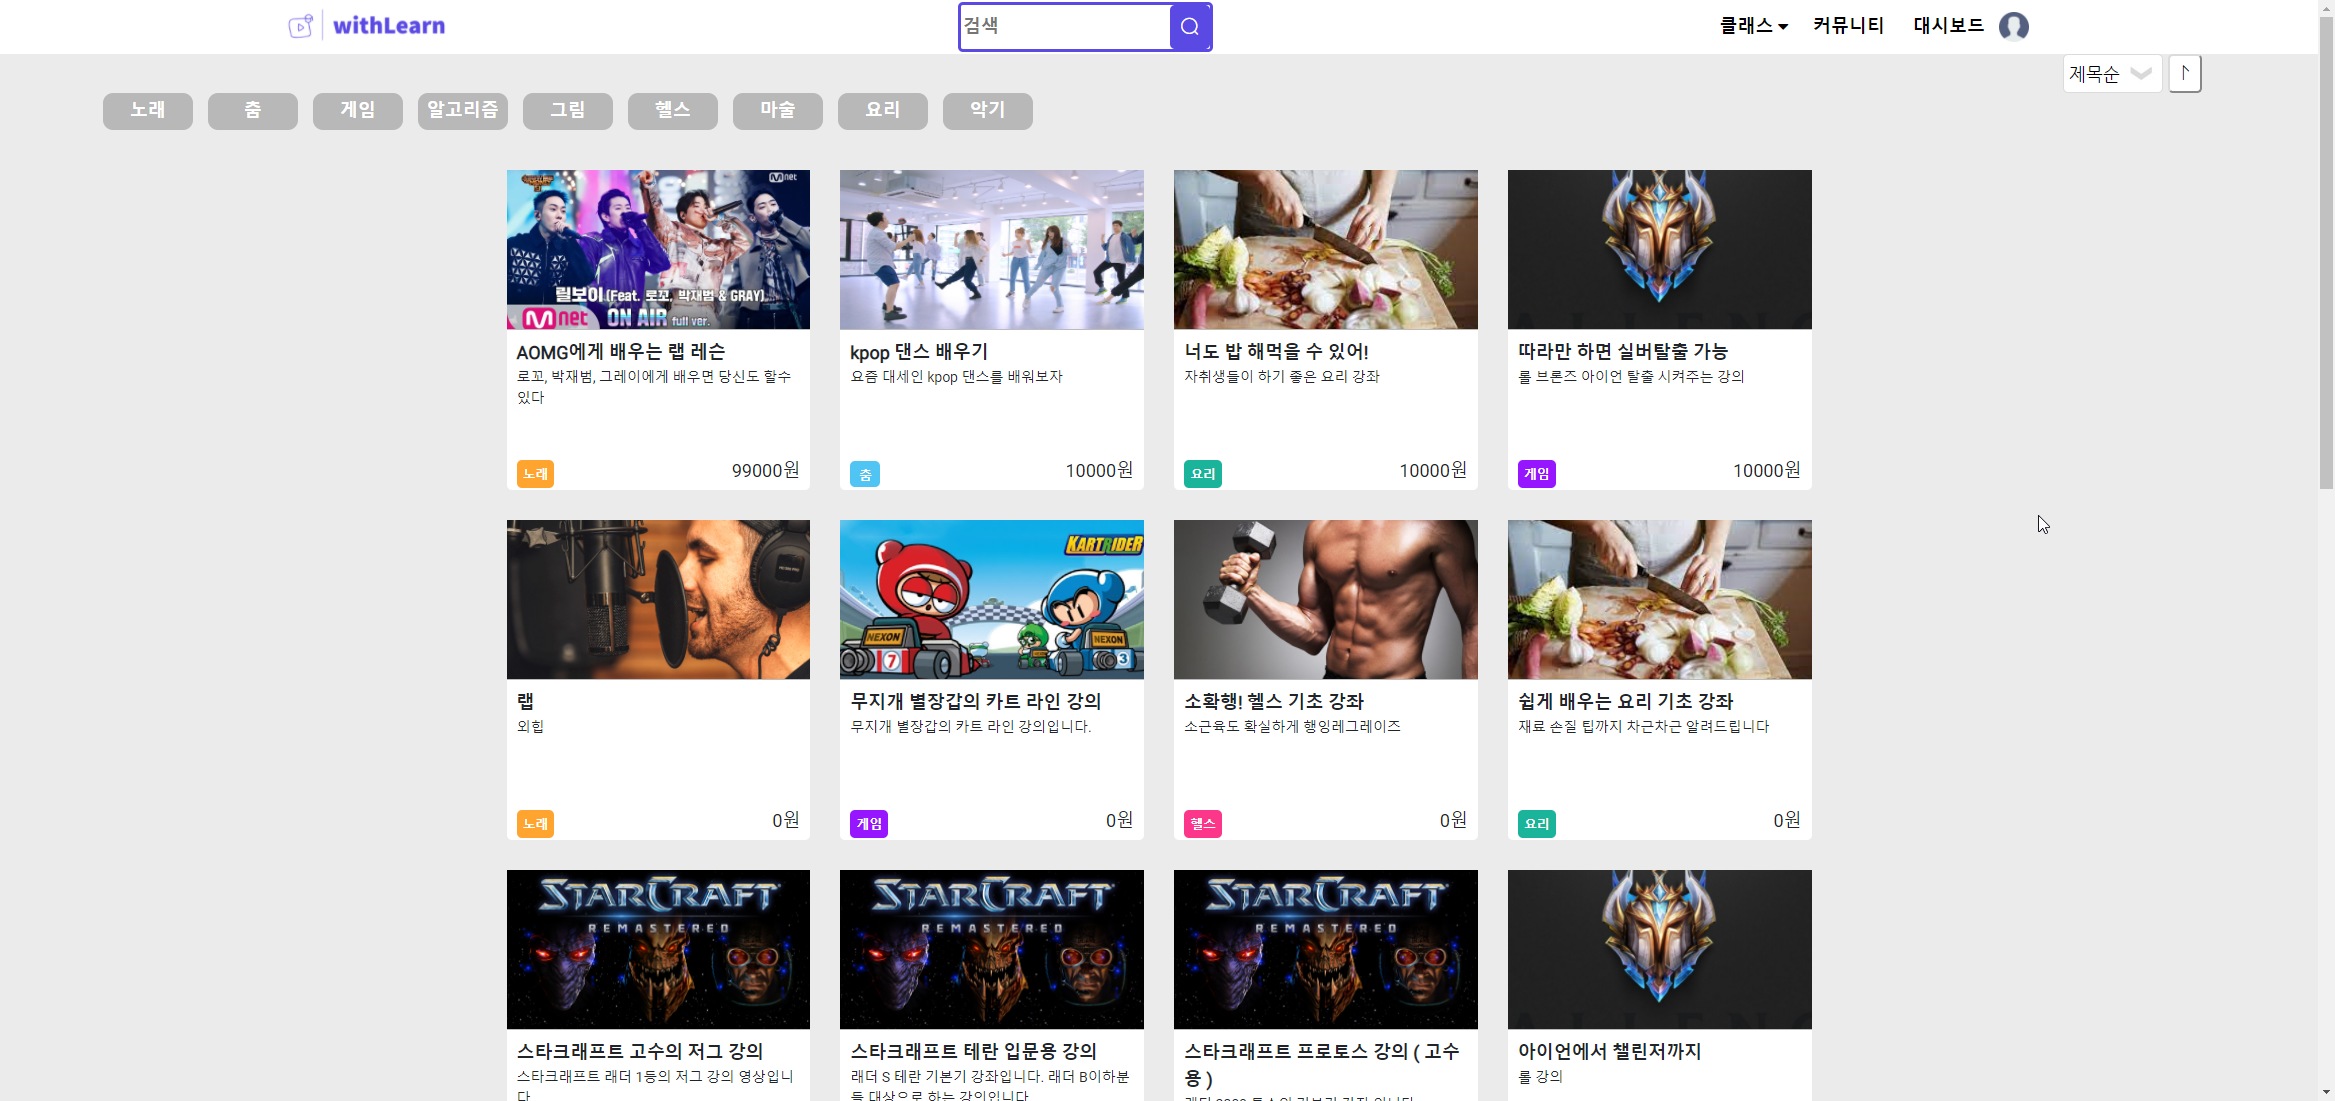 withLearn
검색
클래스
커뮤니티
대시보드
제목순
노래
춤
게임
알고리즘
그림
헬스
마술
요리
악기
Mnet
릴보이 (Feat. 로꼬, 박재범 & GRAY)...
Mnet ON AIR full ver.
AOMG에게 배우는 랩 레슨
로꼬, 박재범, 그레이에게 배우면 당신도 할수
있다
노래
99000원
kpop 댄스 배우기
요즘 대세인 kpop 댄스를 배워보자
춤
10000원
너도 밥 해먹을 수 있어!
자취생들이 하기 좋은 요리 강좌
요리
10000원
따라만 하면 실버탈출 가능
롤 브론즈 아이언 탈출 시켜주는 강의
게임
10000원
랩
외힙
노래
0원
KARTRIDER
NEXON
7
NEXON
3
무지개 별장갑의 카트 라인 강의
무지개 별장갑의 카트 라인 강의입니다.
게임
0원
소확행! 헬스 기초 강좌
소근육도 확실하게 행잉레그레이즈
헬스
0원
쉽게 배우는 요리 기초 강좌
재료 손질 팁까지 차근차근 알려드립니다
요리
0원
STARCRAFT
REMASTERED
스타크래프트 고수의 저그 강의
스타크래프트 래더 1등의 저그 강의 영상입니
다
STARCRAFT
REMASTERED
스타크래프트 테란 입문용 강의
래더 S 테란 기본기 강좌입니다. 래더 B이하분
들 대상으로 하는 강의입니다
STARCRAFT
REMASTERED
스타크래프트 프로토스 강의 ( 고수
용 )
아이언에서 챌린저까지
롤 강의